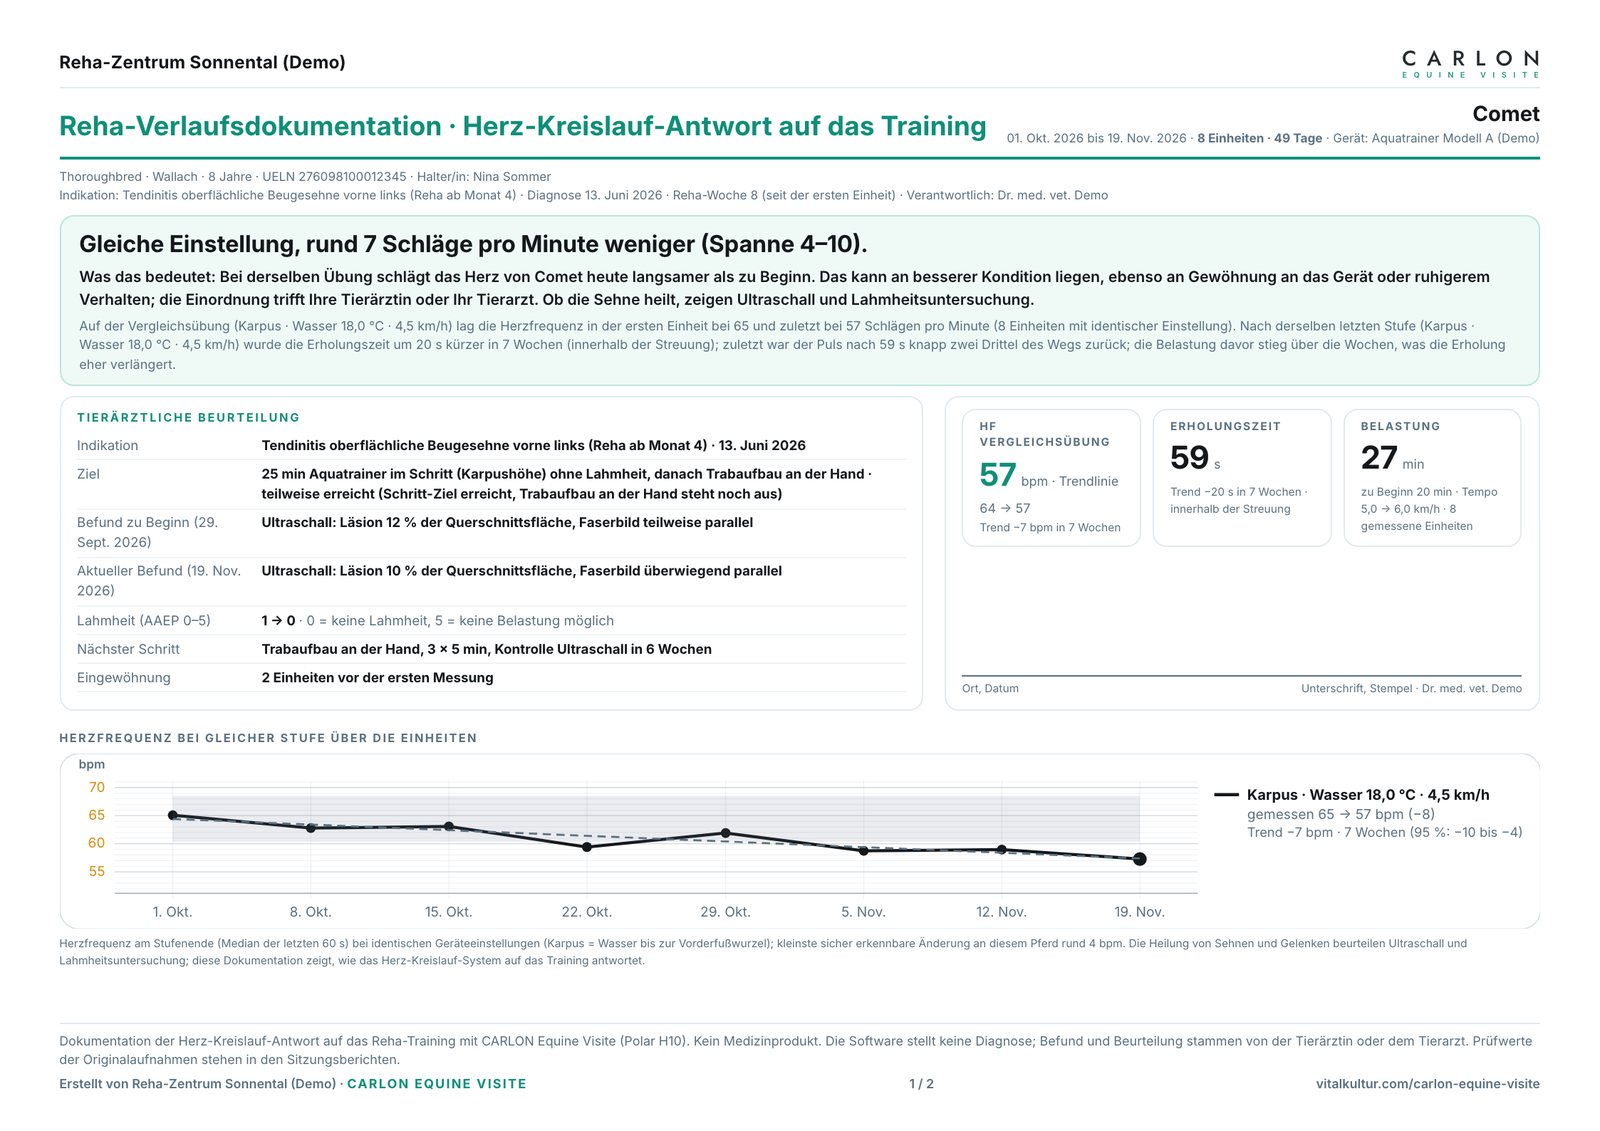 Reha-Zentrum Sonnental (Demo)
CARLON
EQUINE VISITE
Reha-Verlaufsdokumentation · Herz-Kreislauf-Antwort auf das Training
Comet
01. Okt. 2026 bis 19. Nov. 2026 · 8 Einheiten · 49 Tage · Gerät: Aquatrainer Modell A (Demo)
Thoroughbred · Wallach · 8 Jahre · UELN 276098100012345 · Halter/in: Nina Sommer
Indikation: Tendinitis oberflächliche Beugesehne vorne links (Reha ab Monat 4) · Diagnose 13. Juni 2026 · Reha-Woche 8 (seit der ersten Einheit) · Verantwortlich: Dr. med. vet. Demo
Gleiche Einstellung, rund 7 Schläge pro Minute weniger (Spanne 4–10).
Was das bedeutet: Bei derselben Übung schlägt das Herz von Comet heute langsamer als zu Beginn. Das kann an besserer Kondition liegen, ebenso an Gewöhnung an das Gerät oder ruhigerem
Verhalten; die Einordnung trifft Ihre Tierärztin oder Ihr Tierarzt. Ob die Sehne heilt, zeigen Ultraschall und Lahmheitsuntersuchung.
Auf der Vergleichsübung (Karpus · Wasser 18,0 °C · 4,5 km/h) lag die Herzfrequenz in der ersten Einheit bei 65 und zuletzt bei 57 Schlägen pro Minute (8 Einheiten mit identischer Einstellung). Nach derselben letzten Stufe (Karpus ·
Wasser 18,0 °C · 4,5 km/h) wurde die Erholungszeit um 20 s kürzer in 7 Wochen (innerhalb der Streuung); zuletzt war der Puls nach 59 s knapp zwei Drittel des Wegs zurück; die Belastung davor stieg über die Wochen, was die Erholung
eher verlängert.
TIERÄRZTLICHE BEURTEILUNG
Indikation
Tendinitis oberflächliche Beugesehne vorne links (Reha ab Monat 4) · 13. Juni 2026
Ziel
25 min Aquatrainer im Schritt (Karpushöhe) ohne Lahmheit, danach Trabaufbau an der Hand ·
teilweise erreicht (Schritt-Ziel erreicht, Trabaufbau an der Hand steht noch aus)
Befund zu Beginn (29.
Sept. 2026)
Ultraschall: Läsion 12 % der Querschnittsfläche, Faserbild teilweise parallel
Aktueller Befund (19. Nov.
2026)
Ultraschall: Läsion 10 % der Querschnittsfläche, Faserbild überwiegend parallel
Lahmheit (AAEP 0–5)
1 → 0 · 0 = keine Lahmheit, 5 = keine Belastung möglich
Nächster Schritt
Trabaufbau an der Hand, 3 × 5 min, Kontrolle Ultraschall in 6 Wochen
Eingewöhnung
2 Einheiten vor der ersten Messung
HF
VERGLEICHSÜBUNG
57 bpm · Trendlinie
64 → 57
Trend −7 bpm in 7 Wochen
ERHOLUNGSZEIT
59 s
Trend −20 s in 7 Wochen ·
innerhalb der Streuung
BELASTUNG
27 min
zu Beginn 20 min · Tempo
5,0 → 6,0 km/h · 8
gemessene Einheiten
Ort, Datum
Unterschrift, Stempel · Dr. med. vet. Demo
HERZFREQUENZ BEI GLEICHER STUFE ÜBER DIE EINHEITEN
bpm
70
65
60
55
1. Okt.
8. Okt.
15. Okt.
22. Okt.
29. Okt.
5. Nov.
12. Nov.
19. Nov.
Karpus · Wasser 18,0 °C · 4,5 km/h
gemessen 65 → 57 bpm (−8)
Trend −7 bpm · 7 Wochen (95 %: −10 bis −4)
Herzfrequenz am Stufenende (Median der letzten 60 s) bei identischen Geräteeinstellungen (Karpus = Wasser bis zur Vorderfußwurzel); kleinste sicher erkennbare Änderung an diesem Pferd rund 4 bpm. Die Heilung von Sehnen und Gelenken beurteilen Ultraschall und
Lahmheitsuntersuchung; diese Dokumentation zeigt, wie das Herz-Kreislauf-System auf das Training antwortet.
Dokumentation der Herz-Kreislauf-Antwort auf das Reha-Training mit CARLON Equine Visite (Polar H10). Kein Medizinprodukt. Die Software stellt keine Diagnose; Befund und Beurteilung stammen von der Tierärztin oder dem Tierarzt. Prüfwerte
der Originalaufnahmen stehen in den Sitzungsberichten.
Erstellt von Reha-Zentrum Sonnental (Demo) · CARLON EQUINE VISITE
1 / 2
vitalkultur.com/carlon-equine-visite